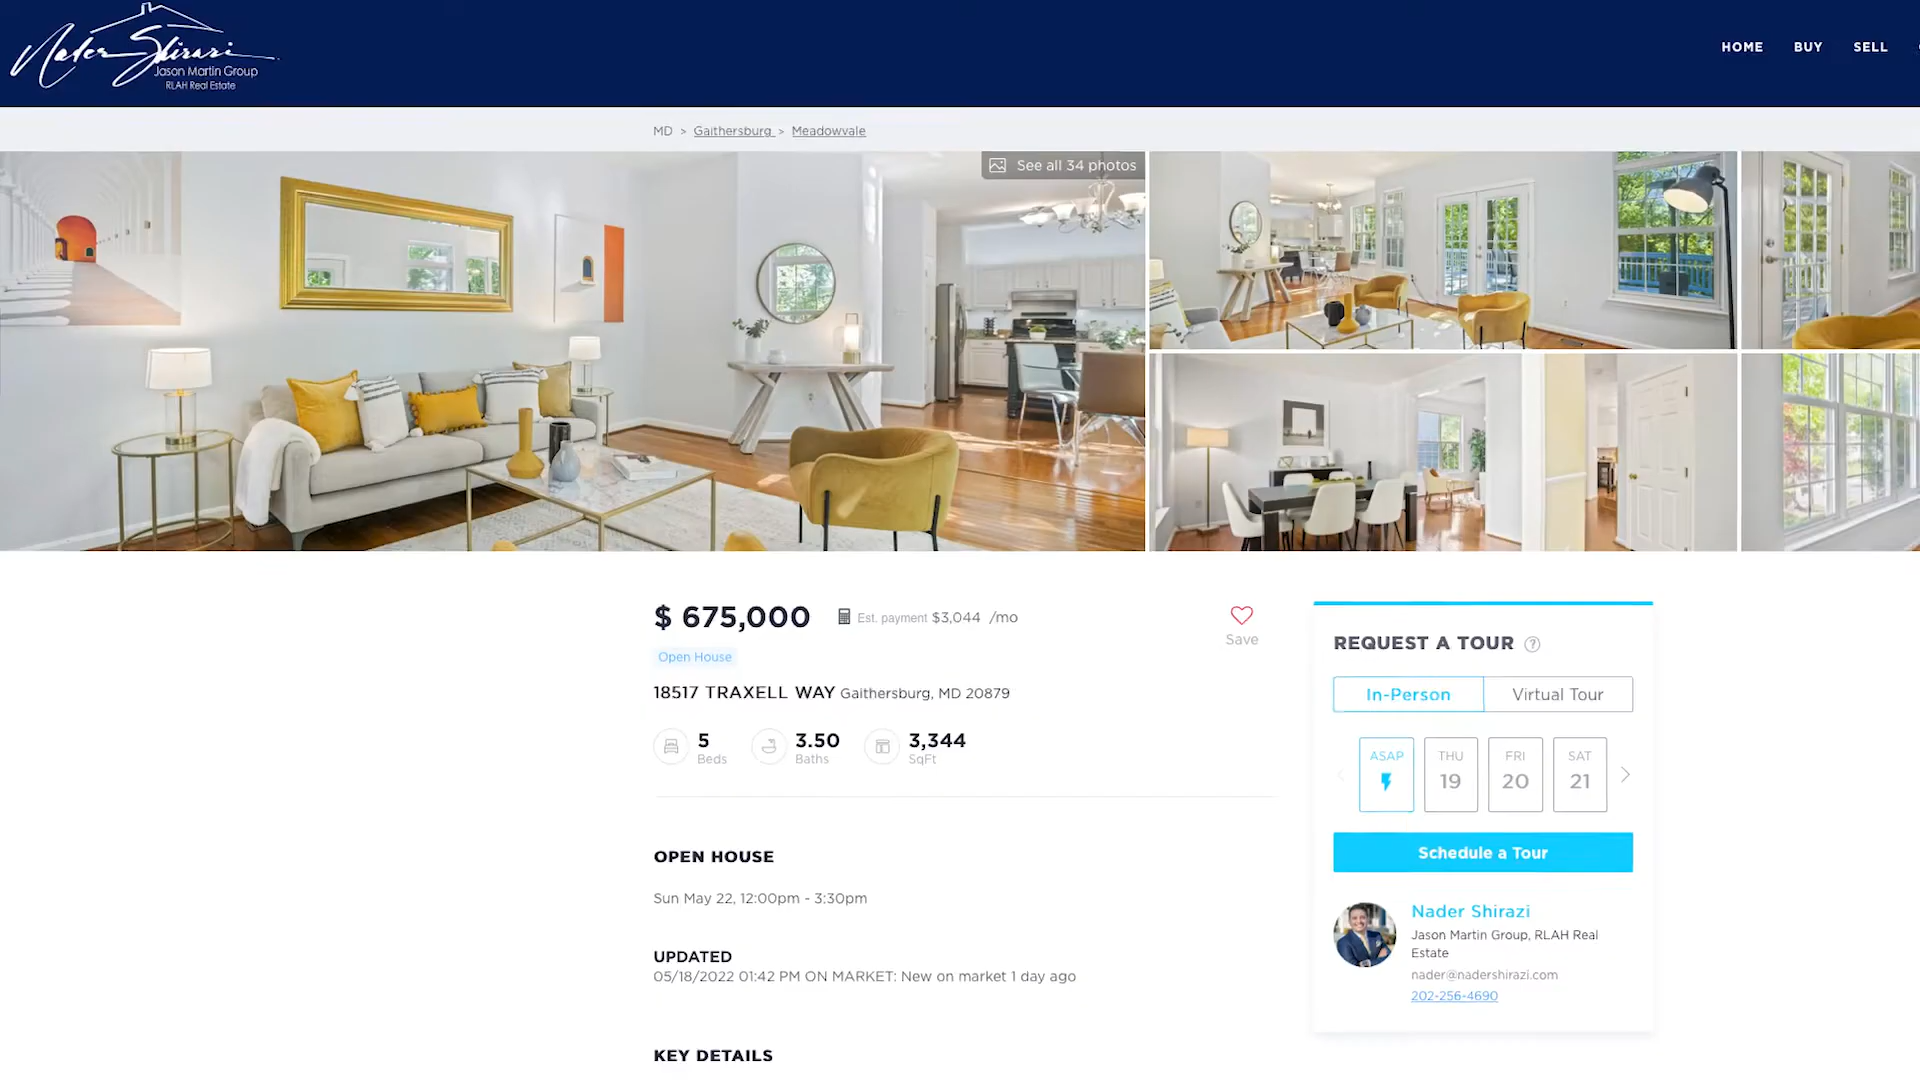 Nader Shirazi
Jason Martin Group
RLAH Real Estate
HOME BUY SELL
MD > Gaithersburg > Meadowvale
See all 34 photos
$ 675,000 Est. payment $3,044 /mo
Save
Open House
18517 TRAXELL WAY Gaithersburg, MD 20879
5 Beds
3.50 Baths
3,344 SqFt
OPEN HOUSE
Sun May 22, 12:00pm - 3:30pm
UPDATED
05/18/2022 01:42 PM ON MARKET: New on market 1 day ago
KEY DETAILS
REQUEST A TOUR ?
In-Person Virtual Tour
ASAP THU FRI SAT
19 20 21
Schedule a Tour
Nader Shirazi
Jason Martin Group, RLAH Real
Estate
nader@nadershirazi.com
202-256-4690